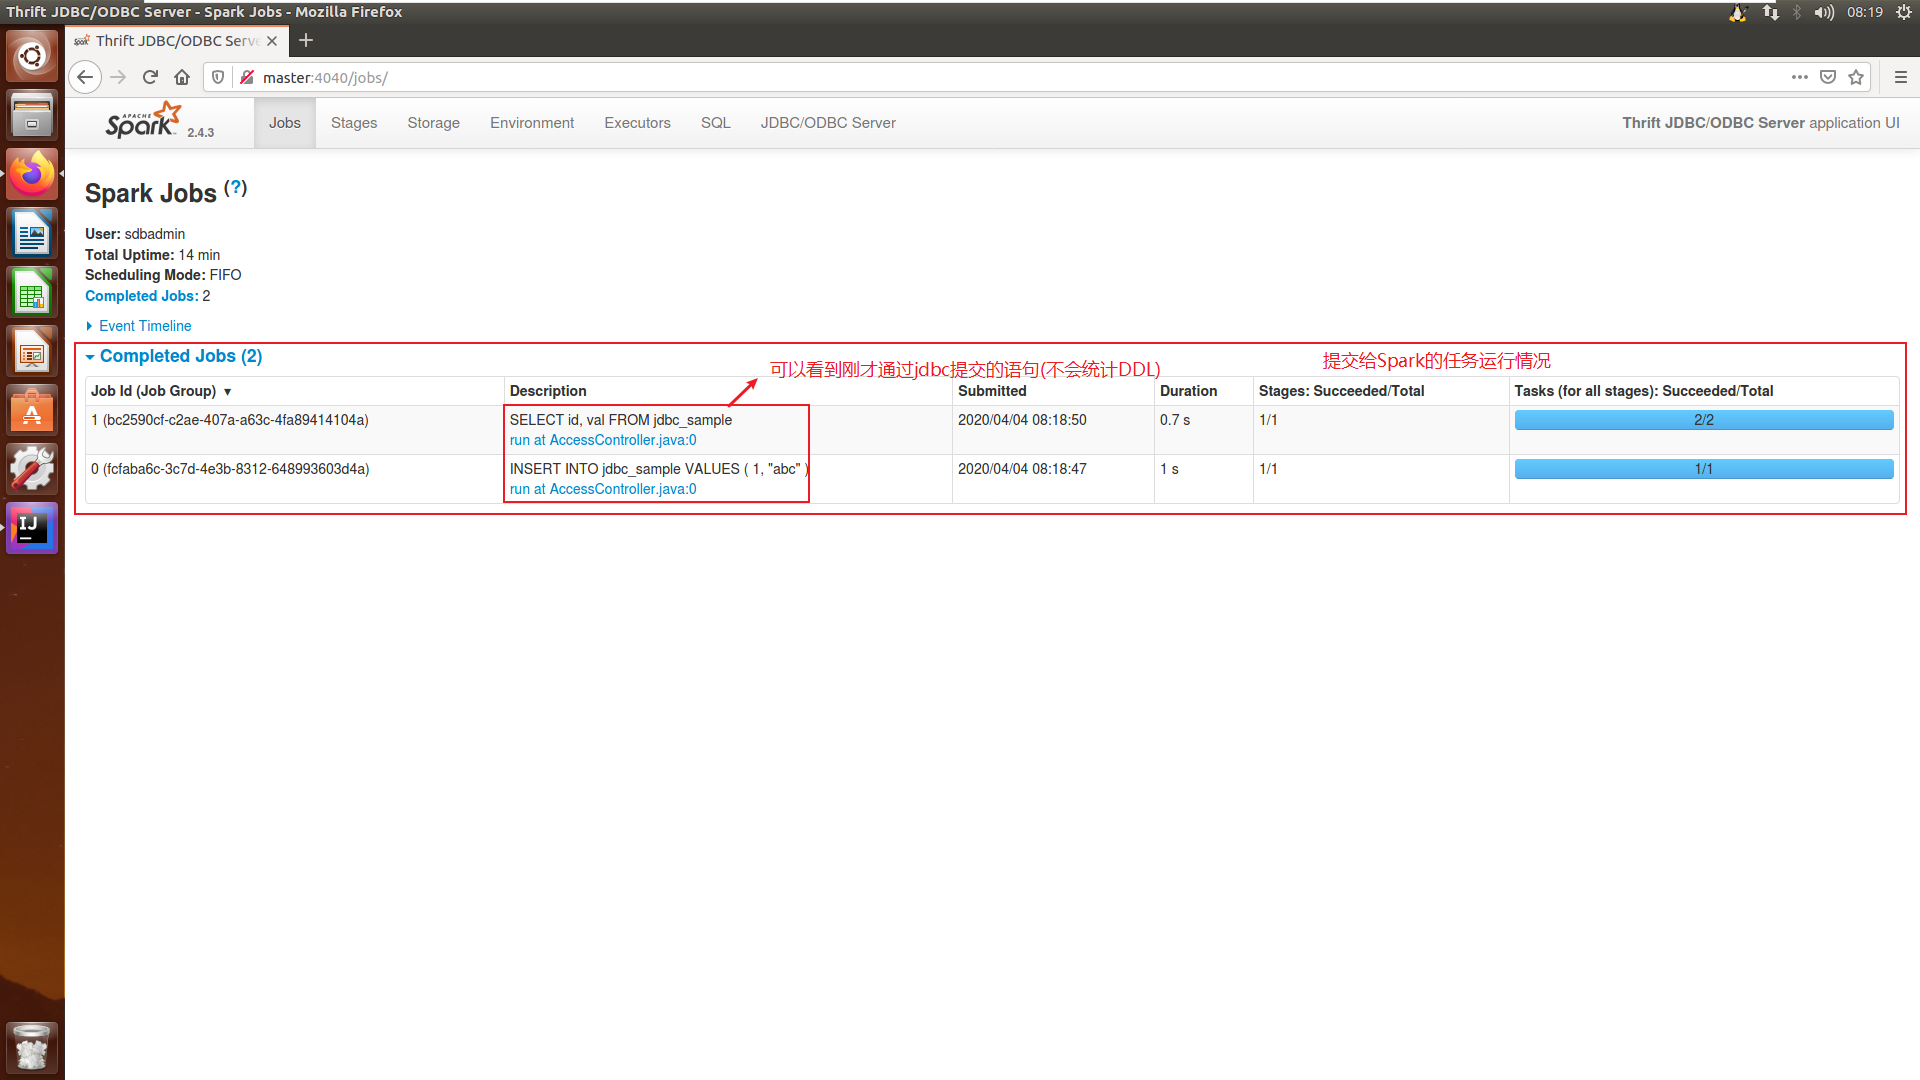 Thrift JDBC/ODBC Server - Spark Jobs - Mozilla Firefox
08:19
Thrift JDBC/ODBC Serve
master:4040/jobs/
APACHE Spark 2.4.3
Jobs
Stages
Storage
Environment
Executors
SQL
JDBC/ODBC Server
Thrift JDBC/ODBC Server application UI
Spark Jobs (?)
User: sdbadmin
Total Uptime: 14 min
Scheduling Mode: FIFO
Completed Jobs: 2
Event Timeline
Completed Jobs (2)
可以看到刚才通过jdbc提交的语句(不会统计DDL)
提交给Spark的任务运行情况
Job Id (Job Group) ▾ Description Submitted Duration Stages: Succeeded/Total Tasks (for all stages): Succeeded/Total
1 (bc2590cf-c2ae-407a-a63c-4fa89414104a) SELECT id, val FROM jdbc_sample 2020/04/04 08:18:50 0.7 s 1/1 2/2
run at AccessController.java:0
0 (fcfaba6c-3c7d-4e3b-8312-648993603d4a) INSERT INTO jdbc_sample VALUES ( 1, "abc" ) 2020/04/04 08:18:47 1 s 1/1 1/1
run at AccessController.java:0
IJ